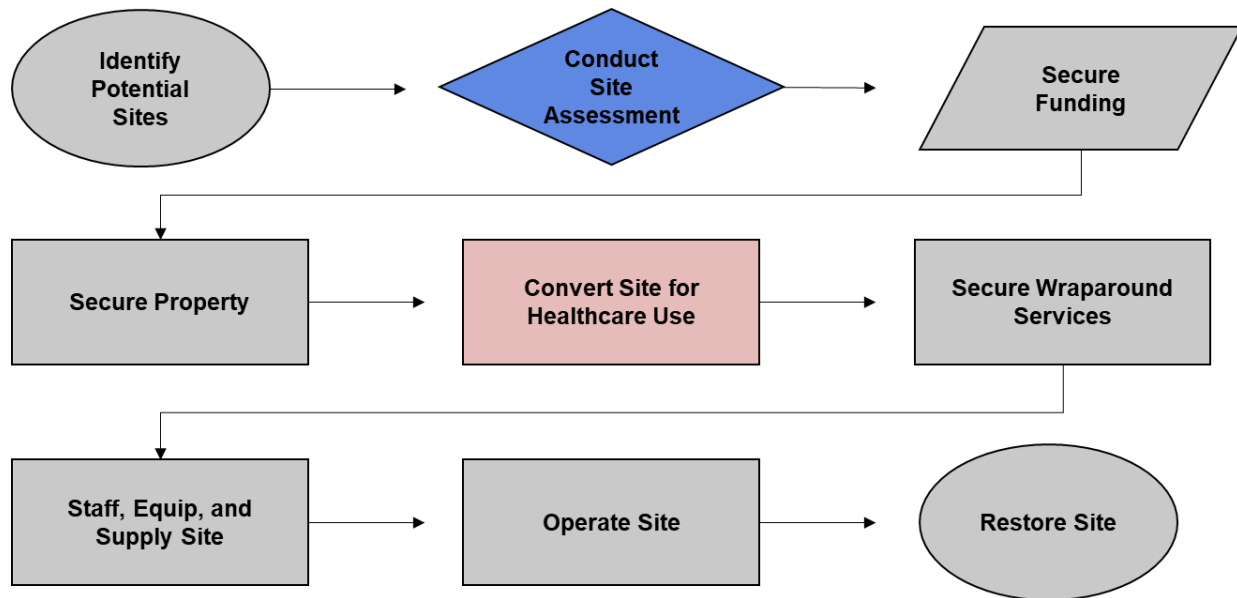 Identify
Potential
Sites
Conduct
Site
Assessment
Secure
Funding
Secure Property
Convert Site for
Healthcare Use
Secure Wraparound
Services
Staff, Equip, and
Supply Site
Operate Site
Restore Site